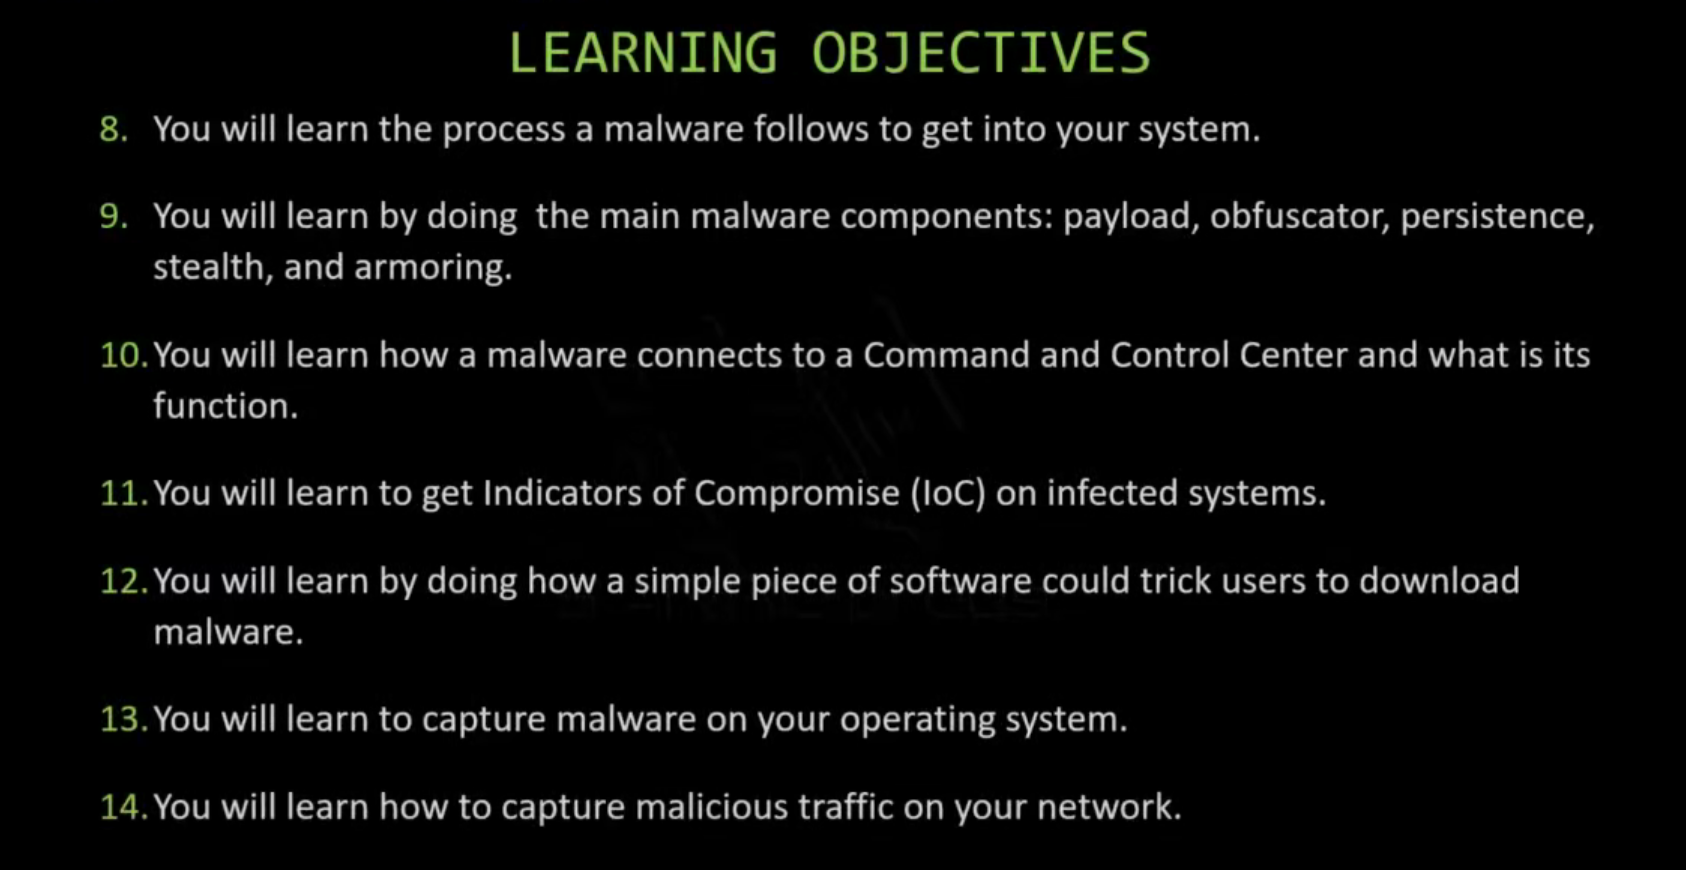 LEARNING OBJECTIVES
8. You will learn the process a malware follows to get into your system.
9. You will learn by doing  the main malware components: payload, obfuscator, persistence,
stealth, and armoring.
10. You will learn how a malware connects to a Command and Control Center and what is its
function.
11. You will learn to get Indicators of Compromise (IoC) on infected systems.
12. You will learn by doing how a simple piece of software could trick users to download
malware.
13. You will learn to capture malware on your operating system.
14. You will learn how to capture malicious traffic on your network.